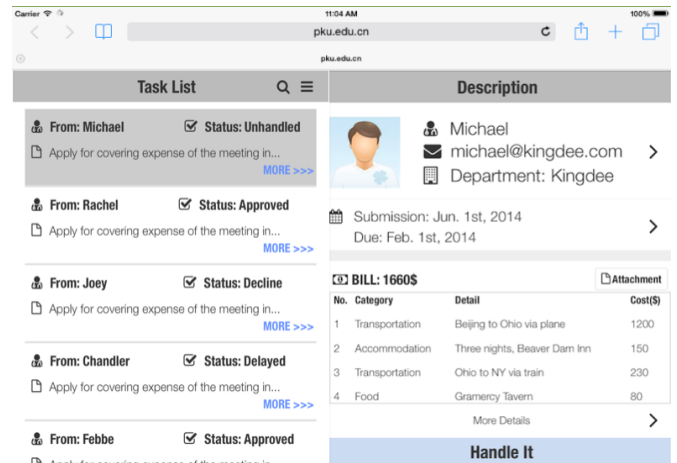 Carrier 11:04 AM 100%
pku.edu.cn
pku.edu.cn
Task List
From: Michael Status: Unhandled
Apply for covering expense of the meeting in...
MORE >>>
From: Rachel Status: Approved
Apply for covering expense of the meeting in...
MORE >>>
From: Joey Status: Decline
Apply for covering expense of the meeting in...
MORE >>>
From: Chandler Status: Delayed
Apply for covering expense of the meeting in...
MORE >>>
From: Febbe Status: Approved
Description
Michael
michael@kingdee.com
Department: Kingdee
Submission: Jun. 1st, 2014
Due: Feb. 1st, 2014
BILL: 1660$ Attachment
No. Category Detail Cost($)
1 Transportation Beijing to Ohio via plane 1200
2 Accommodation Three nights, Beaver Dam Inn 150
3 Transportation Ohio to NY via train 230
4 Food Gramercy Tavern 80
More Details
Handle It